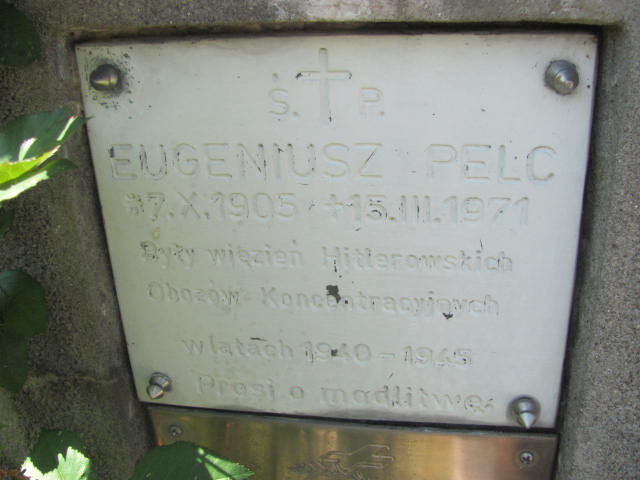 Ś. P.
EUGENIUSZ PELC
*7.X.1905 +15.III.1971
Były więzień Hitlerowskich
Obozów Koncentracyjnych
w latach 1940-1945
Prosi o modlitwę